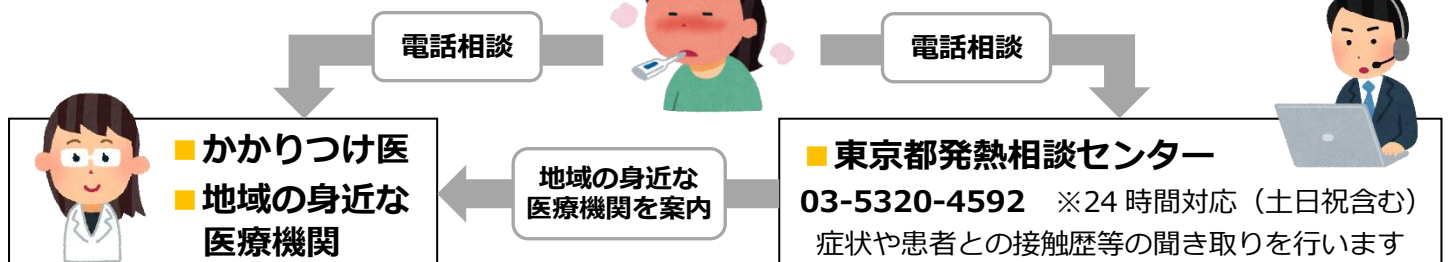 電話相談
電話相談
■かかりつけ医
■地域の身近な
医療機関
地域の身近な
医療機関を案内
■東京都発熱相談センター
03-5320-4592　※24 時間対応（土日祝含む）
症状や患者との接触歴等の聞き取りを行います